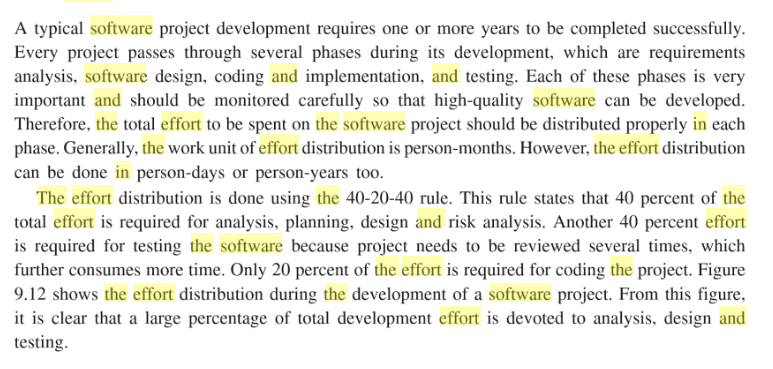 A typical software project development requires one or more years to be completed successfully.
Every project passes through several phases during its development, which are requirements
analysis, software design, coding and implementation, and testing. Each of these phases is very
important and should be monitored carefully so that high-quality software can be developed.
Therefore, the total effort to be spent on the software project should be distributed properly in each
phase. Generally, the work unit of effort distribution is person-months. However, the effort distribution
can be done in person-days or person-years too.
The effort distribution is done using the 40-20-40 rule. This rule states that 40 percent of the
total effort is required for analysis, planning, design and risk analysis. Another 40 percent effort
is required for testing the software because project needs to be reviewed several times, which
further consumes more time. Only 20 percent of the effort is required for coding the project. Figure
9.12 shows the effort distribution during the development of a software project. From this figure,
it is clear that a large percentage of total development effort is devoted to analysis, design and
testing.